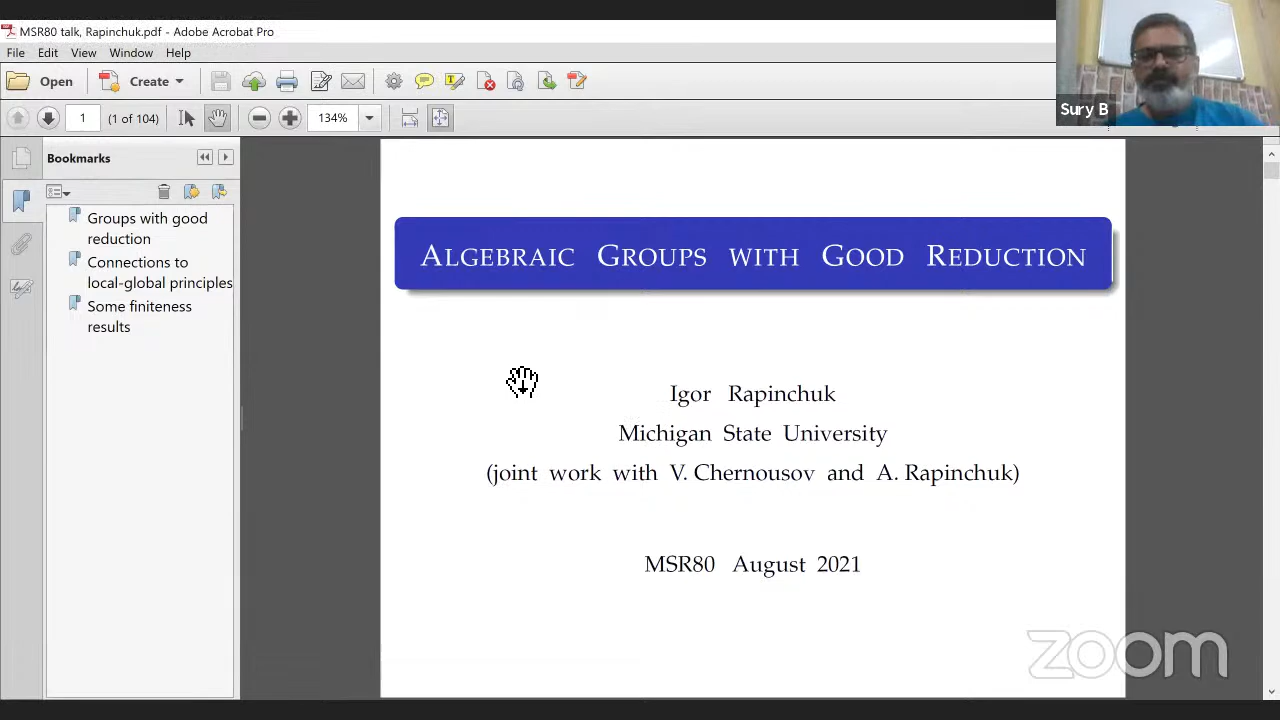 MSR80 talk, Rapinchuk.pdf - Adobe Acrobat Pro
File Edit View Window Help
Open Create
1 (1 of 104) 134%
Sury B
Bookmarks
Groups with good
reduction
Connections to
local-global principles
Some finiteness
results
ALGEBRAIC GROUPS WITH GOOD REDUCTION
Igor Rapinchuk
Michigan State University
(joint work with V. Chernousov and A. Rapinchuk)
MSR80 August 2021
zoom